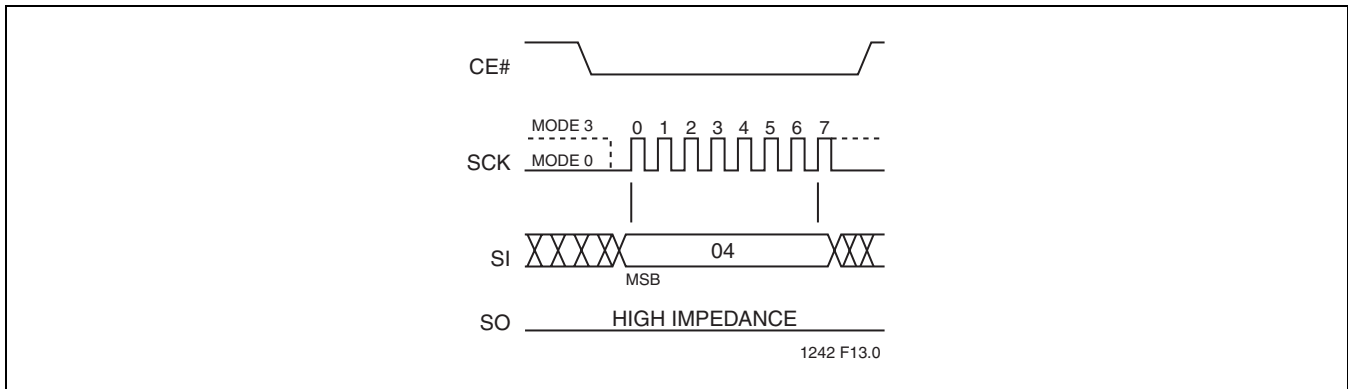 CE#
MODE 3
0 1 2 3 4 5 6 7
SCK
MODE 0
SI
04
MSB
SO
HIGH IMPEDANCE
1242 F13.0